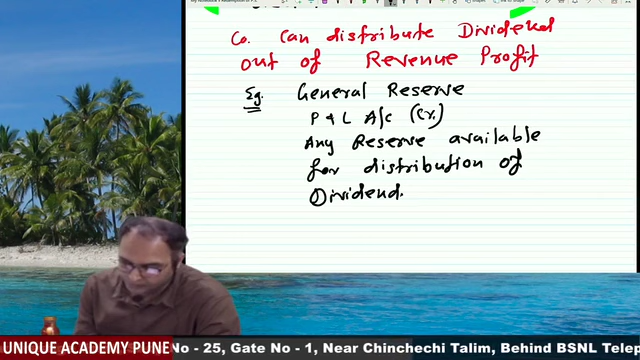 Co. Can distribute Dividend
out of Revenue Profit
Eg. General Reserve
P & L A/c (Cr.)
Any Reserve available
for distribution of
Dividend.
UNIQUE ACADEMY PUNE No - 25, Gate No - 1, Near Chinchechi Talim, Behind BSNL Telep